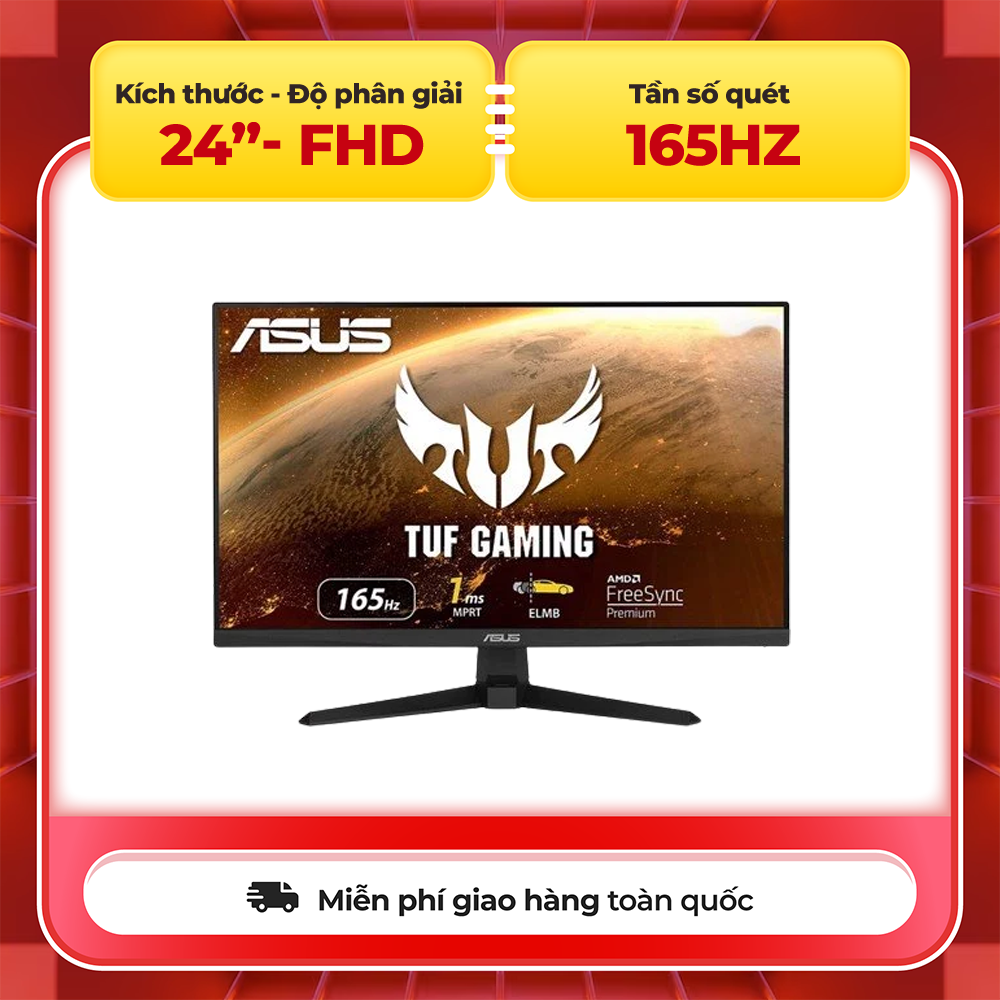 Kích thước - Độ phân giải
24”- FHD
Tần số quét
165HZ
ASUS
TUF
TUF GAMING
165Hz
1ms
MPRT
ELMB
AMD
FreeSync
Premium
ASUS
Miễn phí giao hàng toàn quốc